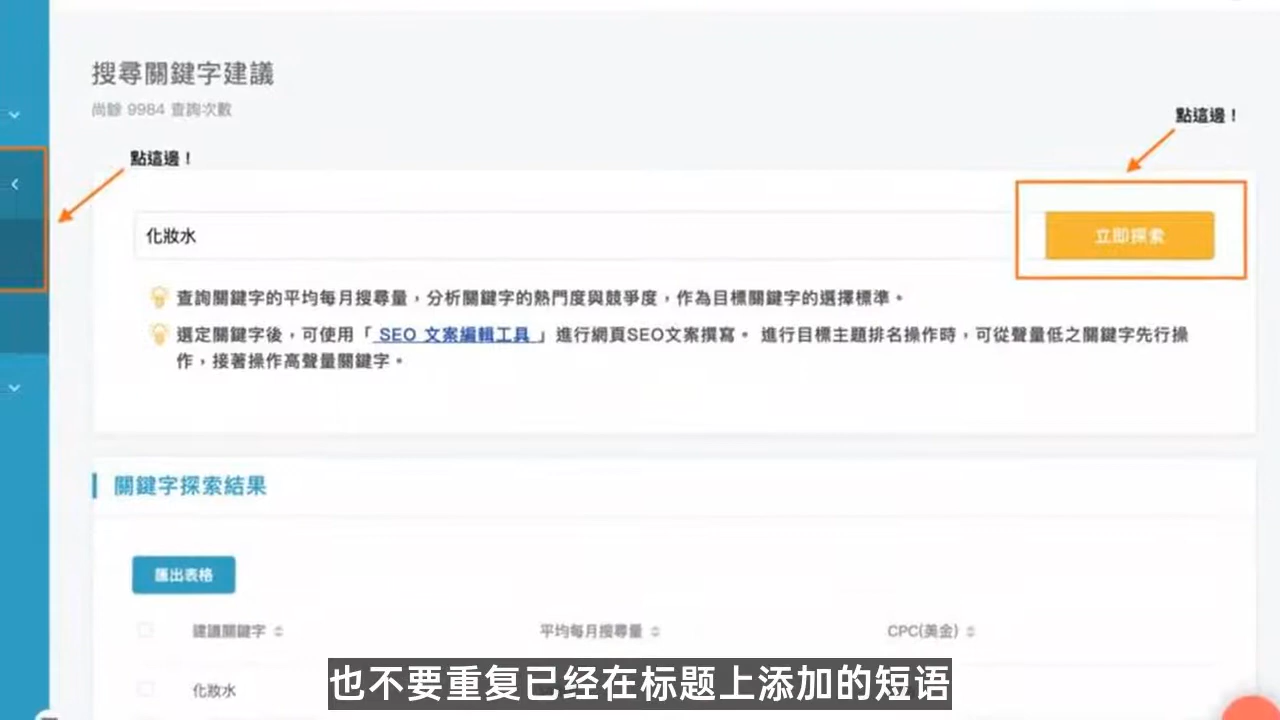 搜尋關鍵字建議
尚餘 9984 查詢次數
點這邊！
點這邊！
化妝水
立即探索
查詢關鍵字的平均每月搜尋量，分析關鍵字的熱門度與競爭度，作為目標關鍵字的選擇標準。
選定關鍵字後，可使用「 SEO 文案編輯工具 」進行網頁SEO文案撰寫。 進行目標主題排名操作時，可從聲量低之關鍵字先行操
作，接著操作高聲量關鍵字。
關鍵字探索結果
匯出表格
建議關鍵字 平均每月搜尋量 CPC(美金)
化妝水
也不要重复已经在标题上添加的短语